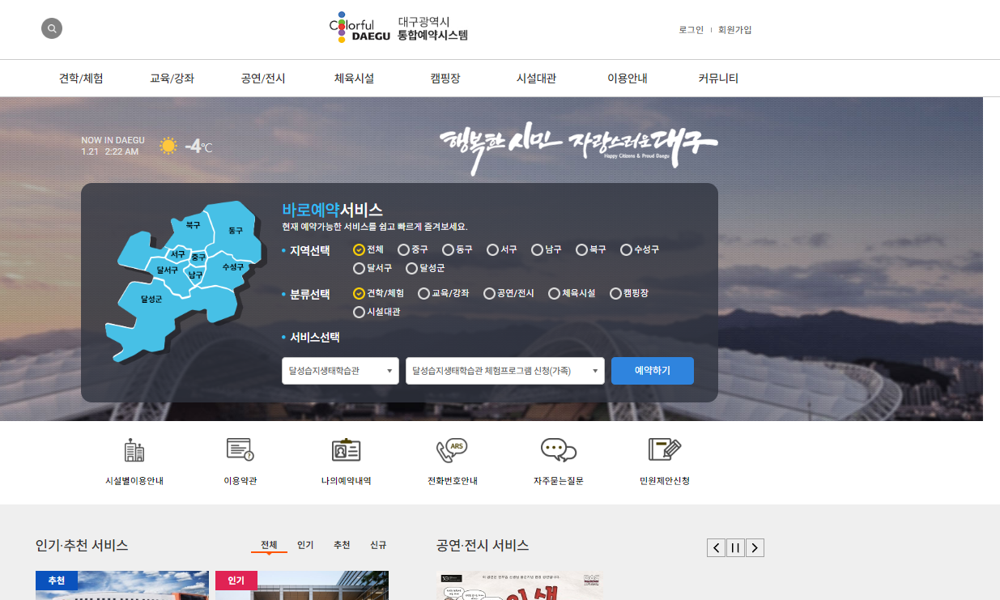 Colorful DAEGU
대구광역시
통합예약시스템
로그인
회원가입
견학/체험
교육/강좌
공연/전시
체육시설
캠핑장
시설대관
이용안내
커뮤니티
NOW IN DAEGU
1.21 2:22 AM
-4℃
행복한 시민 자랑스러운 대구
Happy Citizens & Proud Daegu
북구
동구
서구
중구
달서구
남구
수성구
달성군
바로예약서비스
현재 예약가능한 서비스를 쉽고 빠르게 즐겨보세요.
지역선택
전체 중구 동구 서구 남구 북구 수성구
달서구 달성군
분류선택
견학/체험 교육/강좌 공연/전시 체육시설 캠핑장
시설대관
서비스선택
달성습지생태학습관
달성습지생태학습관 체험프로그램 신청(가족)
예약하기
ARS
시설별이용안내
이용약관
나의예약내역
전화번호안내
자주묻는질문
민원제안신청
인기·추천 서비스
전체 인기 추천 신규
공연·전시 서비스
추천
인기